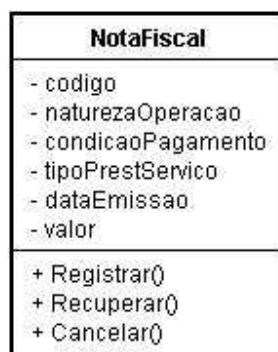 NotaFiscal
- codigo
- naturezaOperacao
- condicaoPagamento
- tipoPrestServico
- dataEmissao
- valor
+ Registrar()
+ Recuperar()
+ Cancelar()